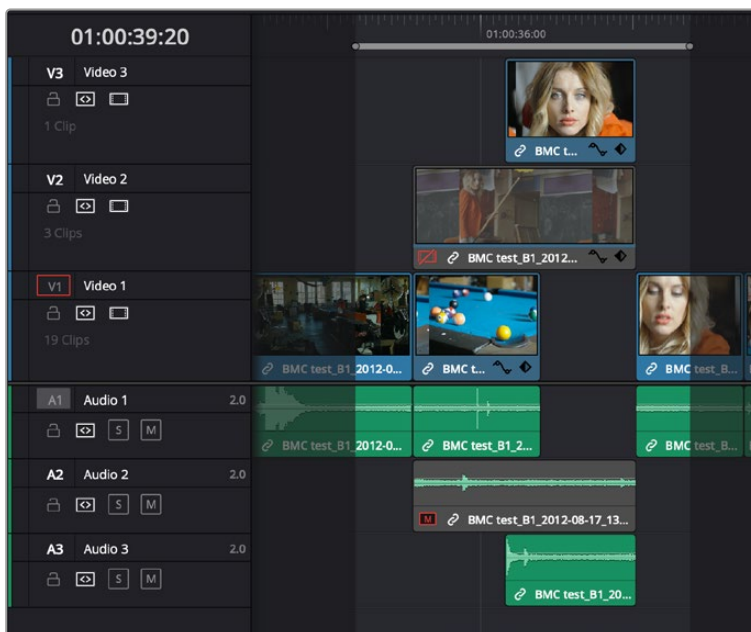 01:00:39:20
01:00:36:00
V3 Video 3
1 Clip
BMC t...
V2 Video 2
3 Clips
BMC test_B1_2012...
V1 Video 1
19 Clips
BMC test_B1_2012-0...
BMC t...
BMC test_B...
A1 Audio 1 2.0
S M
BMC test_B1_2012-0...
BMC test_B1_2...
BMC test_B...
A2 Audio 2 2.0
S M
M BMC test_B1_2012-08-17_13...
A3 Audio 3 2.0
S M
BMC test_B1_20...